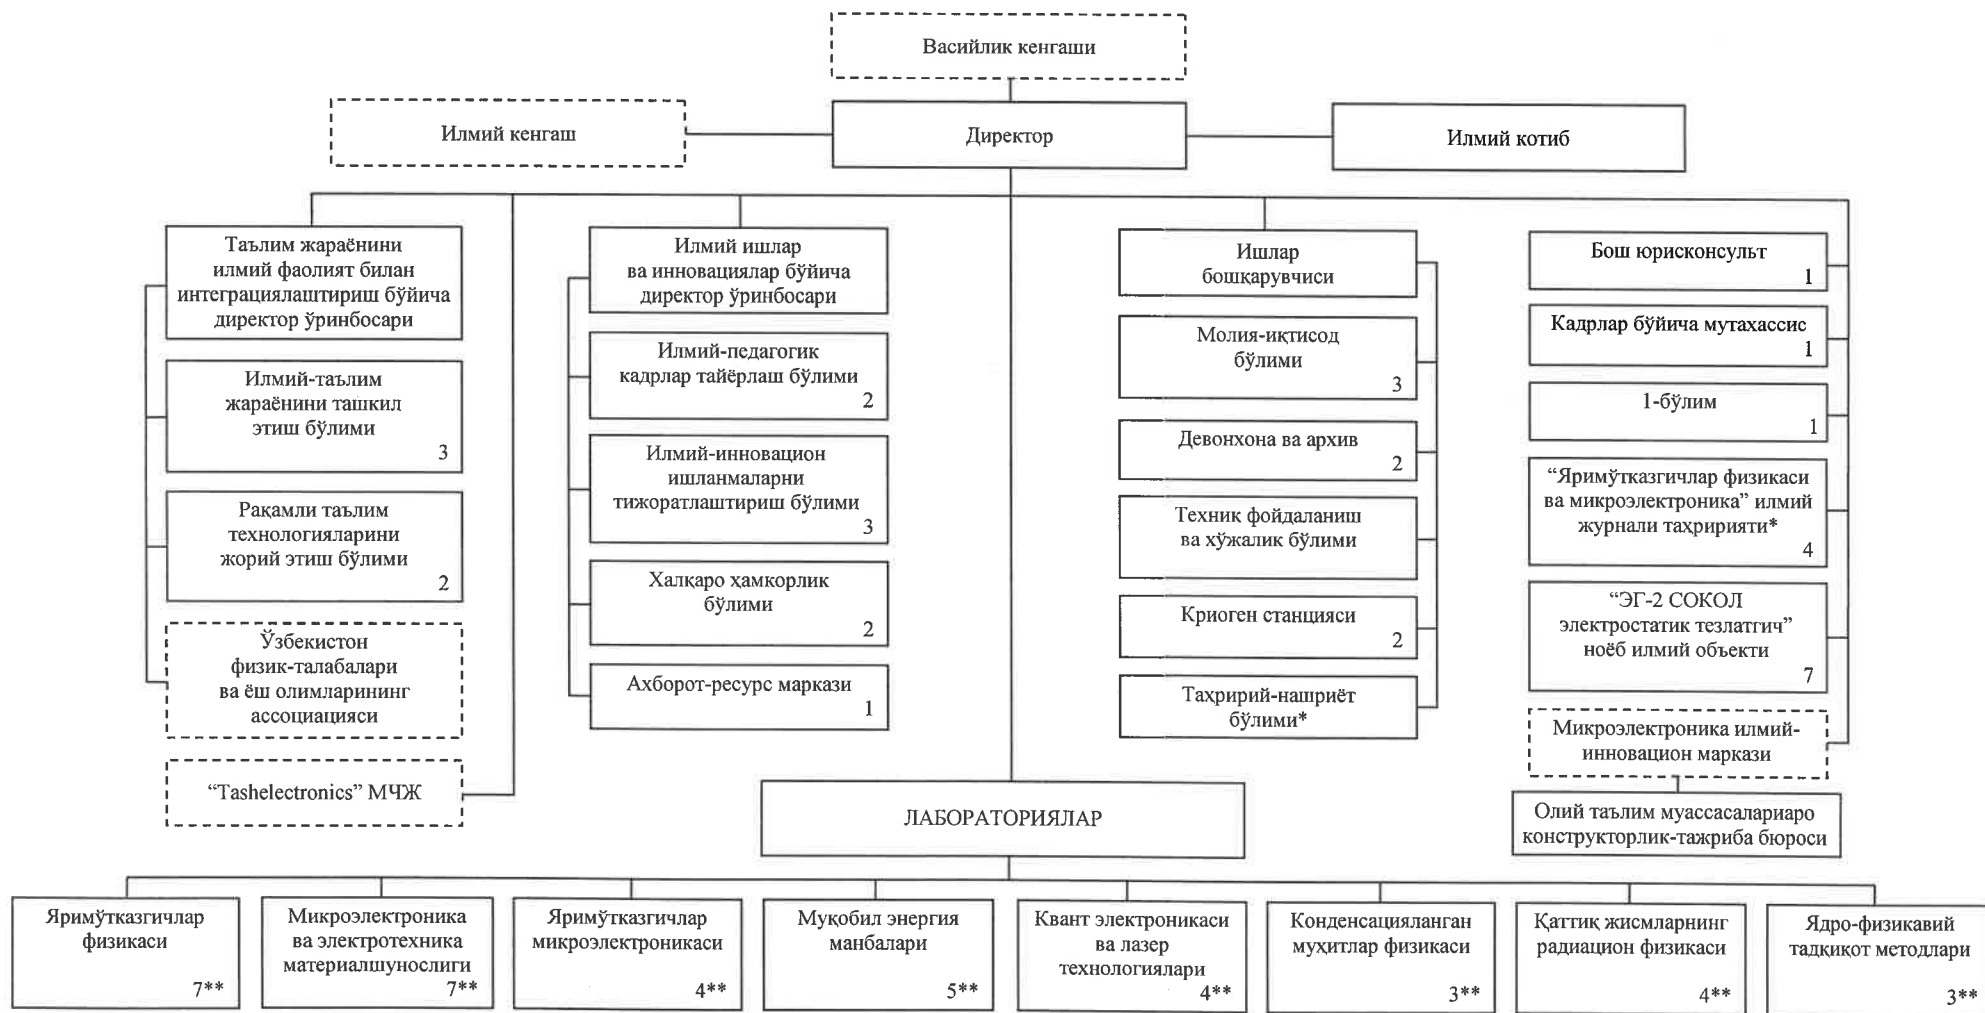 Васийлик кенгаши
Илмий кенгаш
Директор
Илмий котиб
Таълим жараёнини
илмий фаолият билан
интеграциялаштириш бўйича
директор ўринбосари
Илмий-таълим
жараёнини ташкил
этиш бўлими
3
Рақамли таълим
технологияларини
жорий этиш бўлими
2
Ўзбекистон
физик-талабалари
ва ёш олимларининг
ассоциацияси
“Tashelectronics” МЧЖ
Илмий ишлар
ва инновациялар бўйича
директор ўринбосари
Илмий-педагогик
кадрлар тайёрлаш бўлими
2
Илмий-инновацион
ишланмаларни
тижоратлаштириш бўлими
3
Халқаро ҳамкорлик
бўлими
2
Ахборот-ресурс маркази
1
Ишлар
бошқарувчиси
Молия-иқтисод
бўлими
3
Девонхона ва архив
2
Техник фойдаланиш
ва хўжалик бўлими
Криоген станцияси
2
Таҳририй-нашриёт
бўлими*
Бош юрисконсульт
1
Кадрлар бўйича мутахассис
1
1-бўлим
1
“Яримўтказгичлар физикаси
ва микроэлектроника” илмий
журнали таҳририяти*
4
“ЭГ-2 СОКОЛ
электростатик тезлатгич”
ноёб илмий объекти
7
Микроэлектроника илмий-
инновацион маркази
Олий таълим муассасалариаро
конструкторлик-тажриба бюроси
ЛАБОРАТОРИЯЛАР
Яримўтказгичлар
физикаси
7**
Микроэлектроника
ва электротехника
материалшунослиги
7**
Яримўтказгичлар
микроэлектроникаси
4**
Муқобил энергия
манбалари
5**
Квант электроникаси
ва лазер
технологиялари
4**
Конденсацияланган
муҳитлар физикаси
3**
Қаттиқ жисмларнинг
радиацион физикаси
4**
Ядро-физикавий
тадқиқот методлари
3**